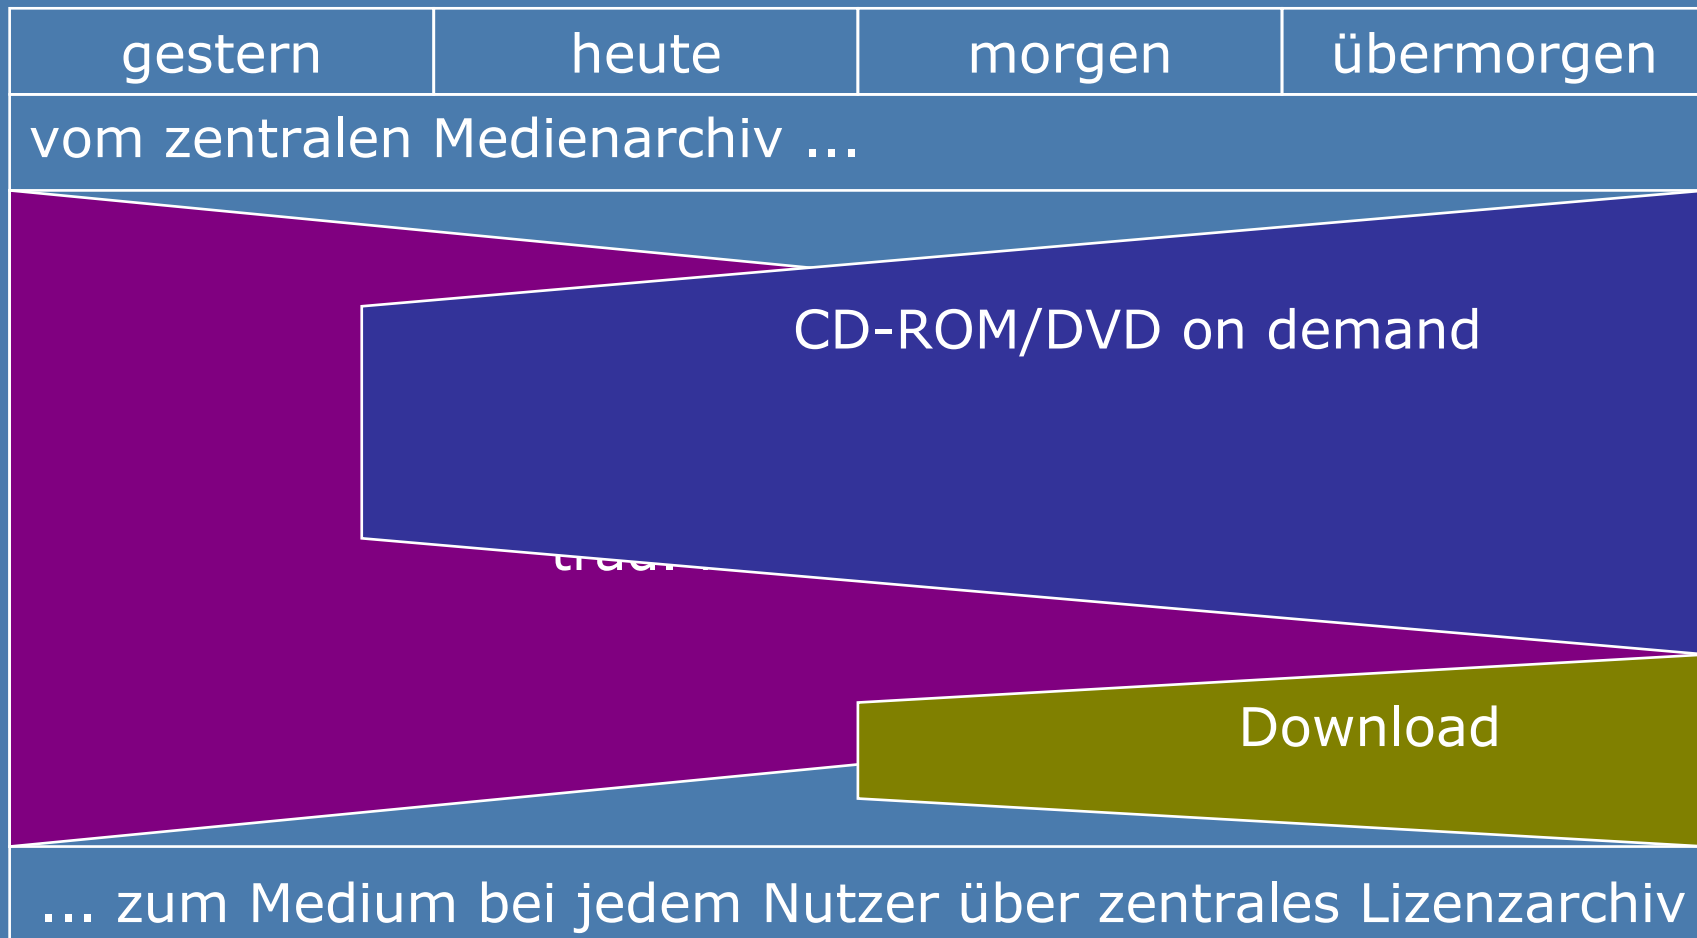 gestern heute morgen übermorgen
vom zentralen Medienarchiv ...
CD-ROM/DVD on demand
Download
... zum Medium bei jedem Nutzer über zentrales Lizenzarchiv